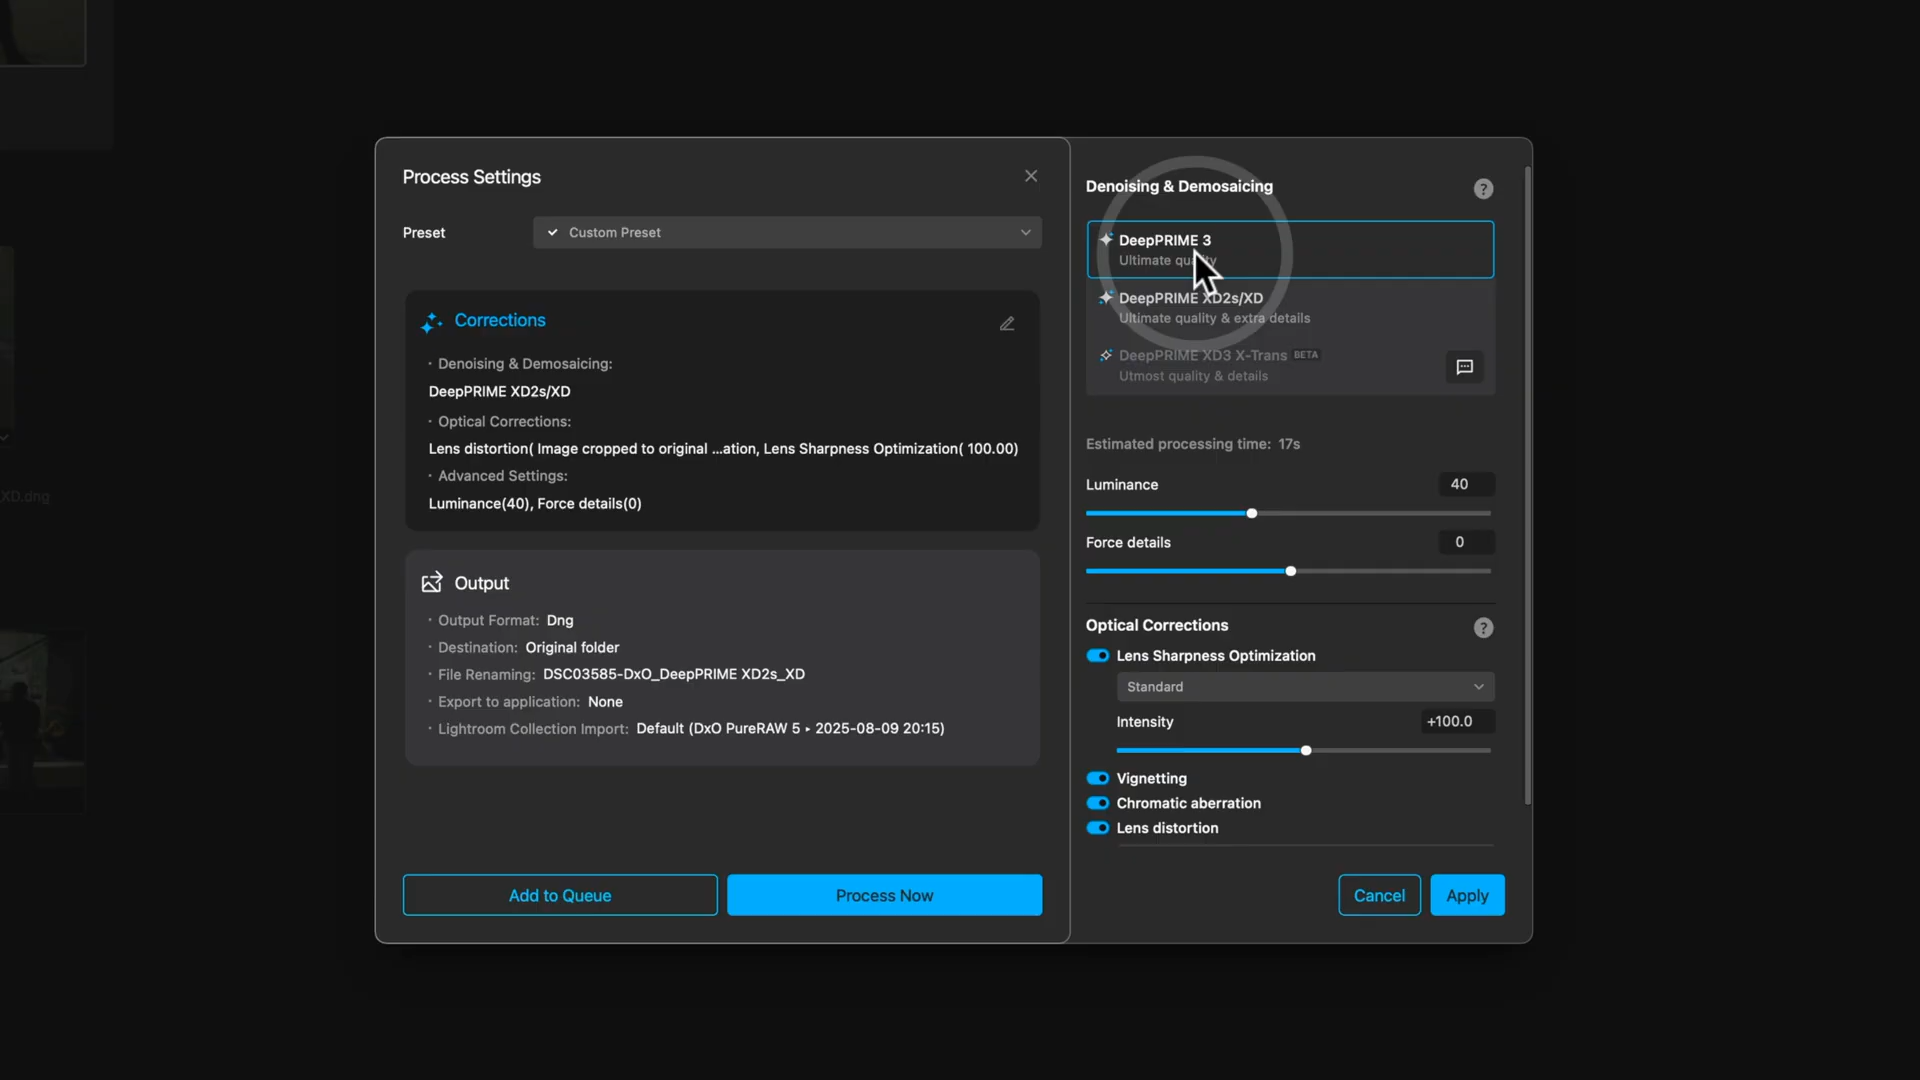 XD.dng
Process Settings
Preset
Custom Preset
Corrections
· Denoising & Demosaicing:
DeepPRIME XD2s/XD
· Optical Corrections:
Lens distortion( Image cropped to original ...ation, Lens Sharpness Optimization( 100.00)
· Advanced Settings:
Luminance(40), Force details(0)
Output
· Output Format: Dng
· Destination: Original folder
· File Renaming: DSC03585-DxO_DeepPRIME XD2s_XD
· Export to application: None
· Lightroom Collection Import: Default (DxO PureRAW 5 ▸ 2025-08-09 20:15)
Add to Queue
Process Now
Denoising & Demosaicing
?
DeepPRIME 3
Ultimate quality
DeepPRIME XD2s/XD
Ultimate quality & extra details
DeepPRIME XD3 X-Trans BETA
Utmost quality & details
Estimated processing time: 17s
Luminance 40
Force details 0
Optical Corrections
?
Lens Sharpness Optimization
Standard
Intensity +100.0
Vignetting
Chromatic aberration
Lens distortion
Cancel
Apply